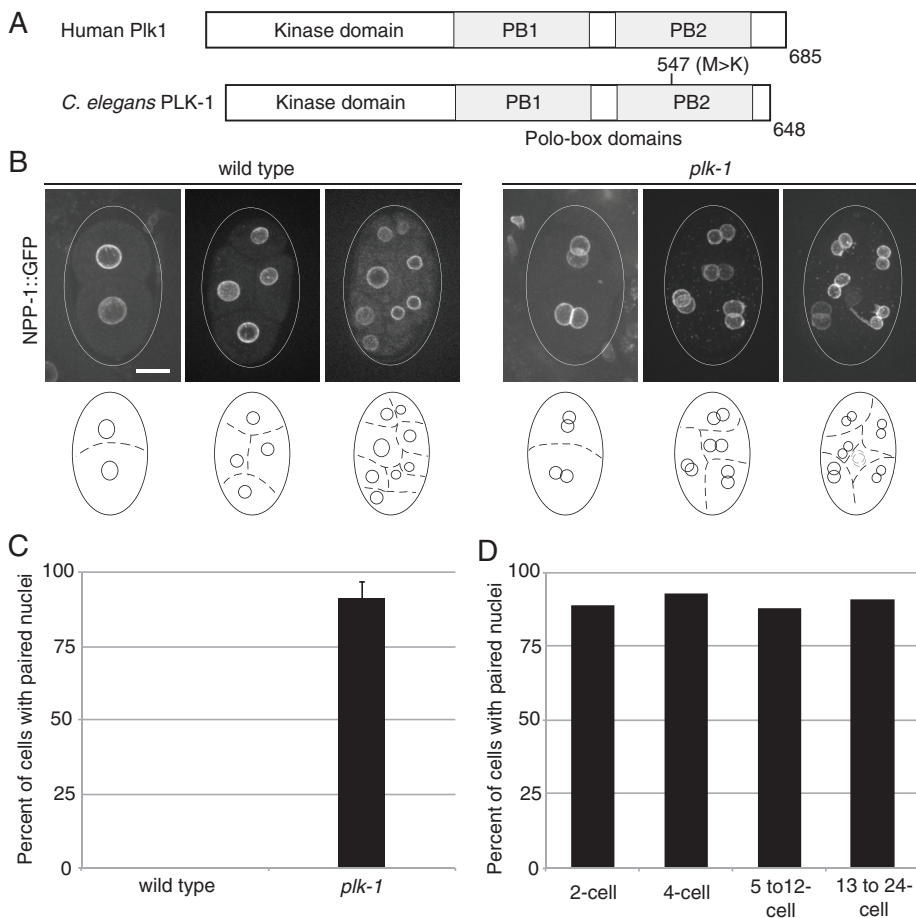 A
Human Plk1
Kinase domain
PB1
PB2
685
547 (M>K)
C. elegans PLK-1
Kinase domain
PB1
PB2
648
Polo-box domains
B
wild type
plk-1
NPP-1::GFP
C
Percent of cells with paired nuclei
100
75
50
25
0
wild type
plk-1
D
Percent of cells with paired nuclei
100
75
50
25
0
2-cell
4-cell
5 to12-
cell
13 to 24-
cell